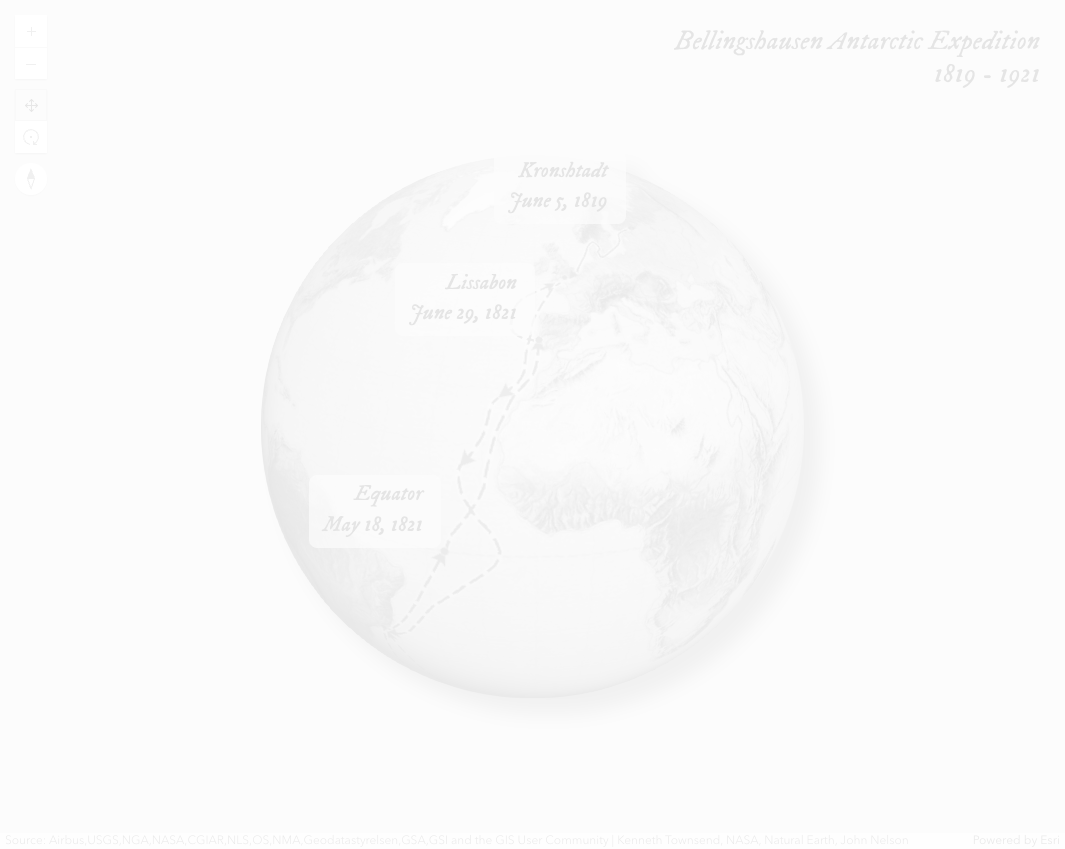 Bellingshausen Antarctic Expedition
1819 - 1921
Kronshtadt
June 5, 1819
Lissabon
June 29, 1821
Equator
May 18, 1821
Source: Airbus,USGS,NGA,NASA,CGIAR,NLS,OS,NMA,Geodatastyrelsen,GSA,GSI and the GIS User Community | Kenneth Townsend, NASA, Natural Earth, John Nelson
Powered by Esri